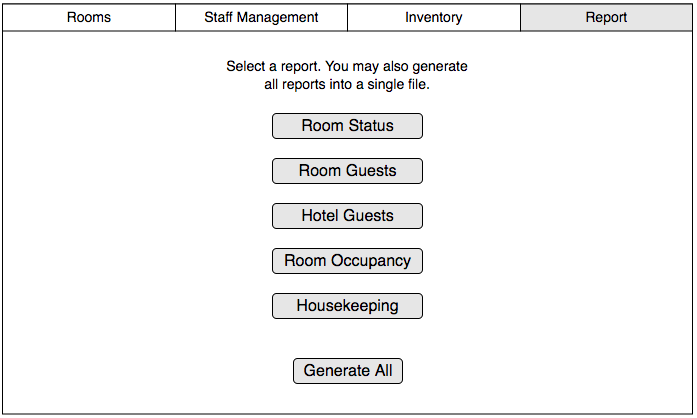 Rooms
Staff Management
Inventory
Report
Select a report. You may also generate
all reports into a single file.
Room Status
Room Guests
Hotel Guests
Room Occupancy
Housekeeping
Generate All